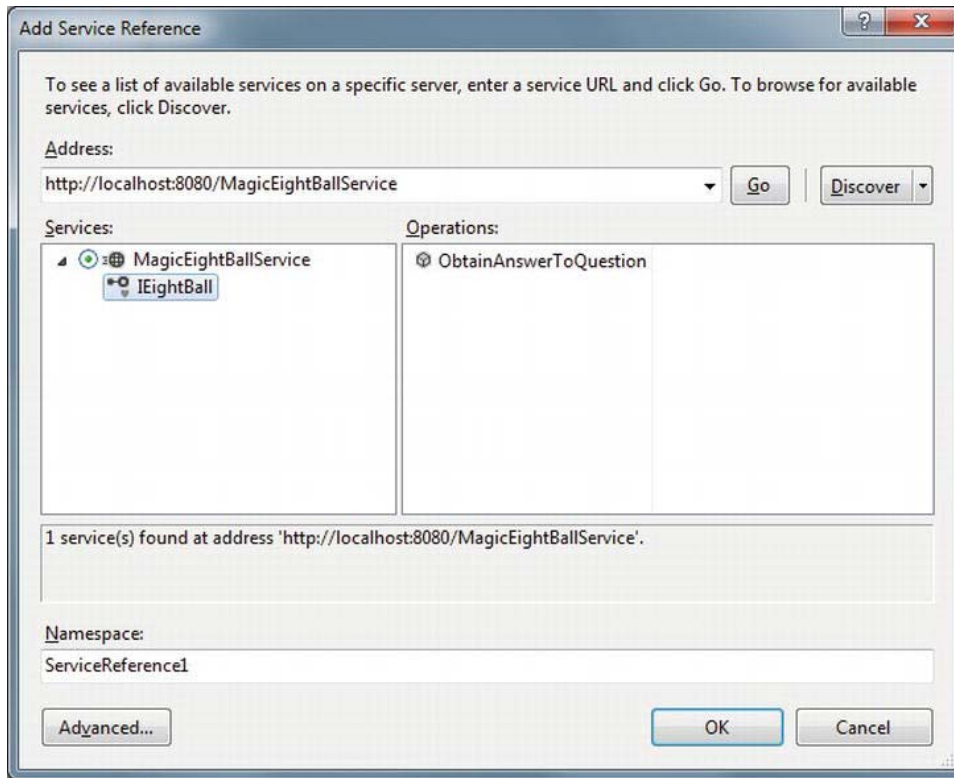 Add Service Reference
To see a list of available services on a specific server, enter a service URL and click Go. To browse for available
services, click Discover.
Address:
http://localhost:8080/MagicEightBallService
Go
Discover
Services:
Operations:
MagicEightBallService
IEightBall
ObtainAnswerToQuestion
1 service(s) found at address 'http://localhost:8080/MagicEightBallService'.
Namespace:
ServiceReference1
Advanced...
OK
Cancel